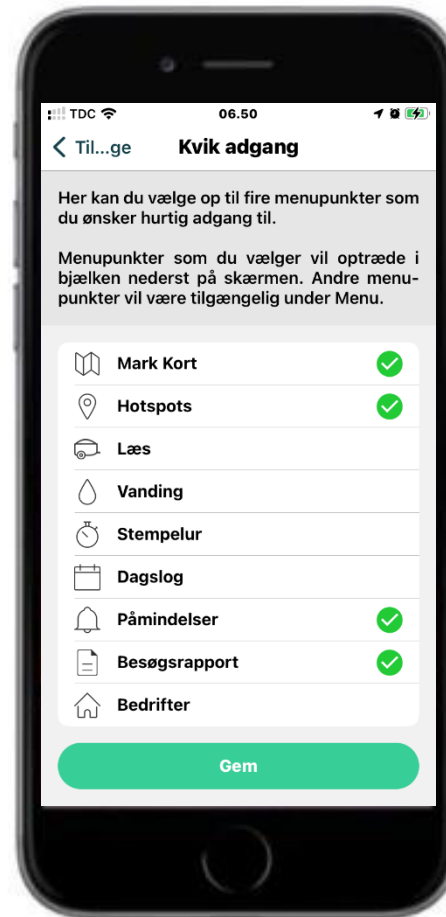 TDC 06.50
Til...ge Kvik adgang
Her kan du vælge op til fire menupunkter som
du ønsker hurtig adgang til.
Menupunkter som du vælger vil optræde i
bjælken nederst på skærmen. Andre menu-
punkter vil være tilgængelig under Menu.
Mark Kort
Hotspots
Læs
Vanding
Stempelur
Dagslog
Påmindelser
Besøgsrapport
Bedrifter
Gem